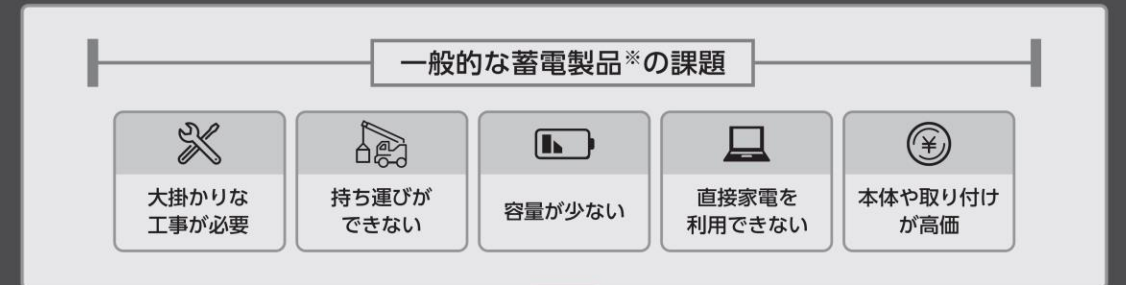 一般的な蓄電製品※の課題
大掛かりな
工事が必要
持ち運びが
できない
容量が少ない
直接家電を
利用できない
本体や取り付け
が高価